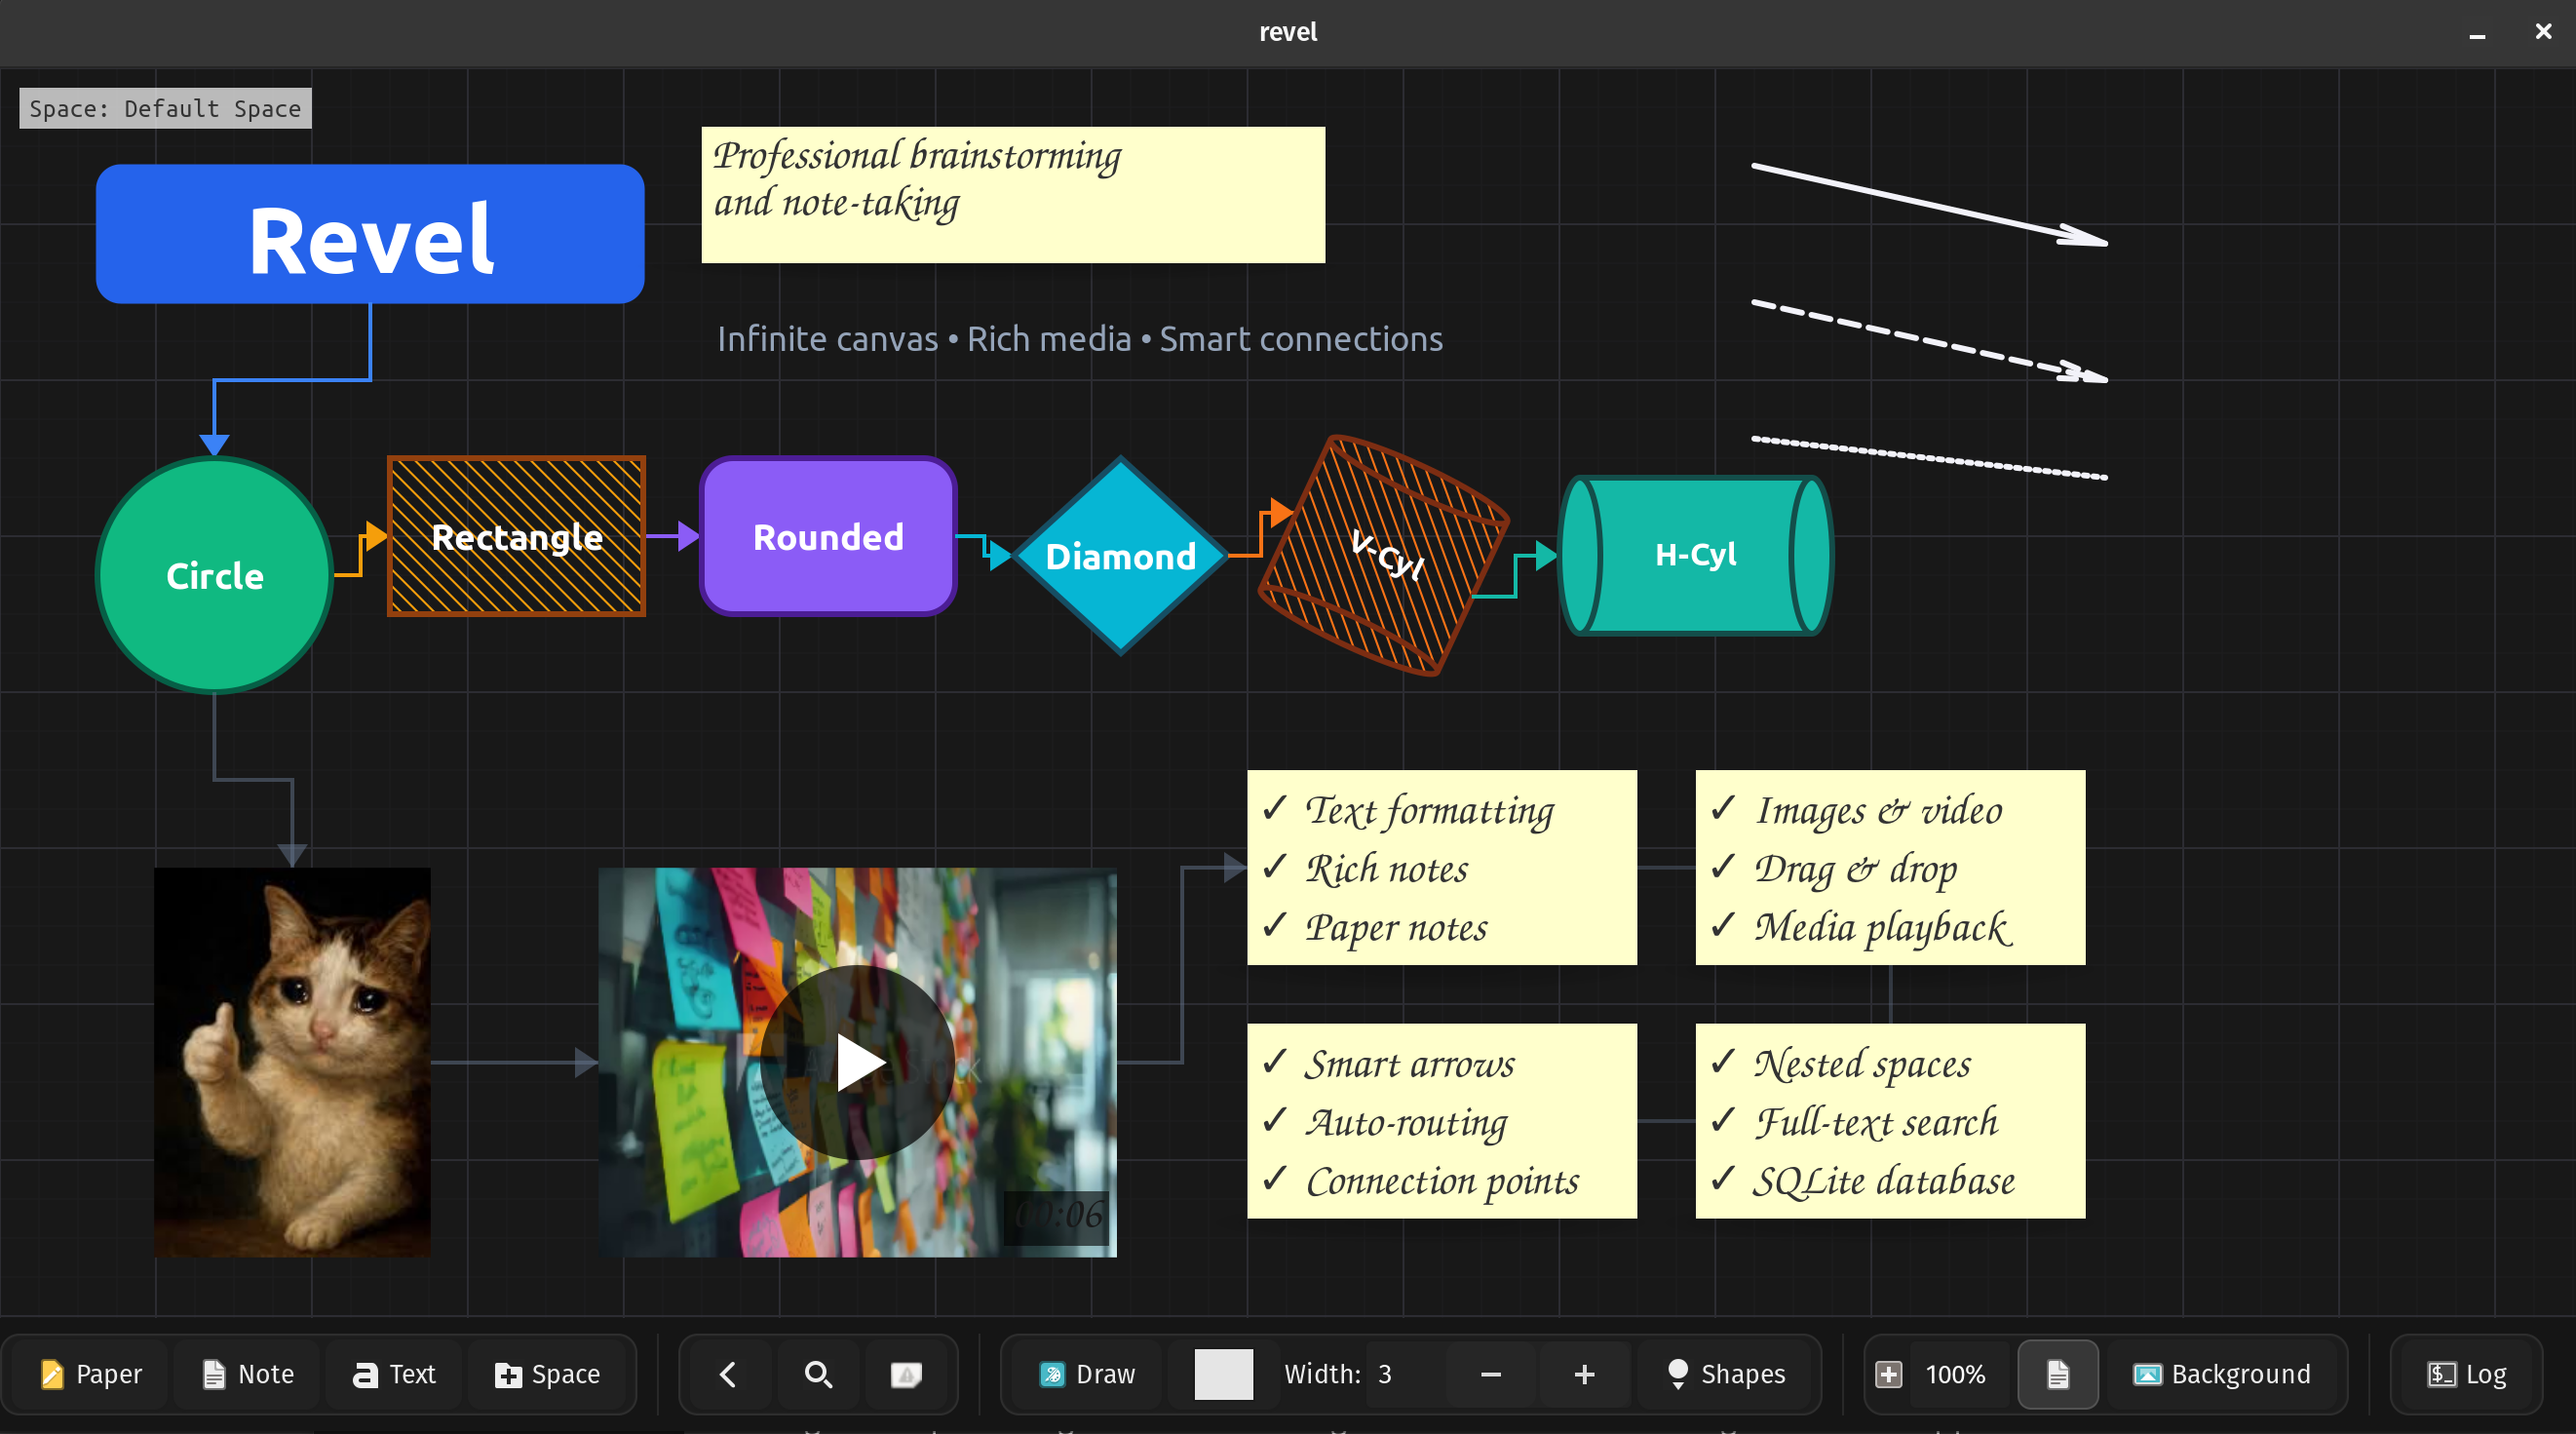 revel
Space: Default Space
Revel
Professional brainstorming
and note-taking
Infinite canvas • Rich media • Smart connections
Circle
Rectangle
Rounded
Diamond
V-Cyl
H-Cyl
✓ Text formatting
✓ Rich notes
✓ Paper notes
✓ Images & video
✓ Drag & drop
✓ Media playback
00:06
✓ Smart arrows
✓ Auto-routing
✓ Connection points
✓ Nested spaces
✓ Full-text search
✓ SQLite database
Paper Note Text Space Draw Width: 3 − + Shapes 100% Background Log